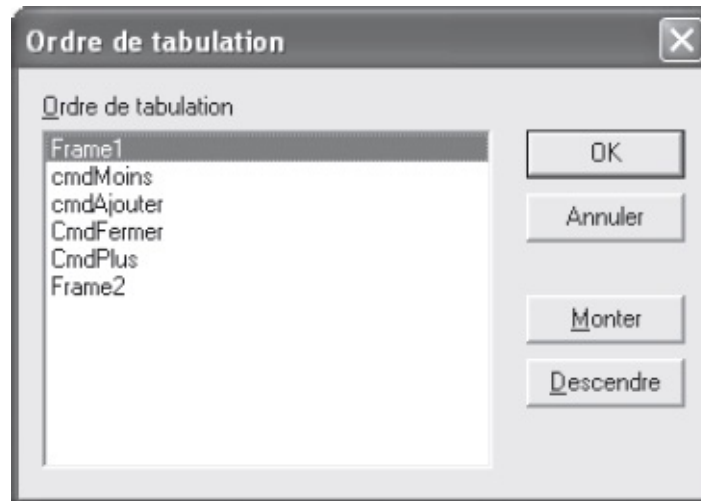 Ordre de tabulation
Ordre de tabulation
Frame1
cmdMoins
cmdAjouter
CmdFermer
CmdPlus
Frame2
OK
Annuler
Monter
Descendre